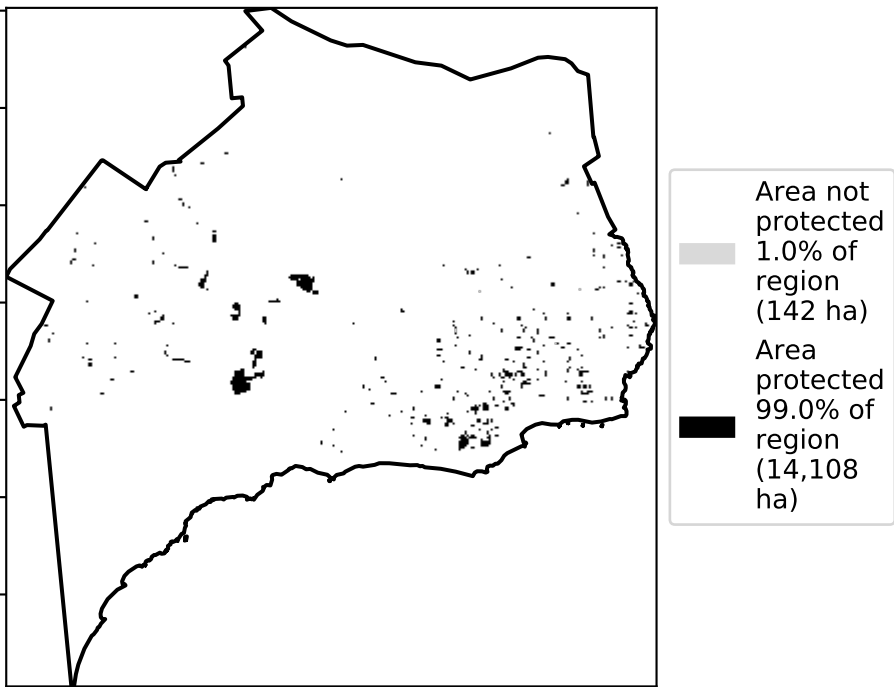 Area not
protected
1.0% of
region
(142 ha)
Area
protected
99.0% of
region
(14,108
ha)